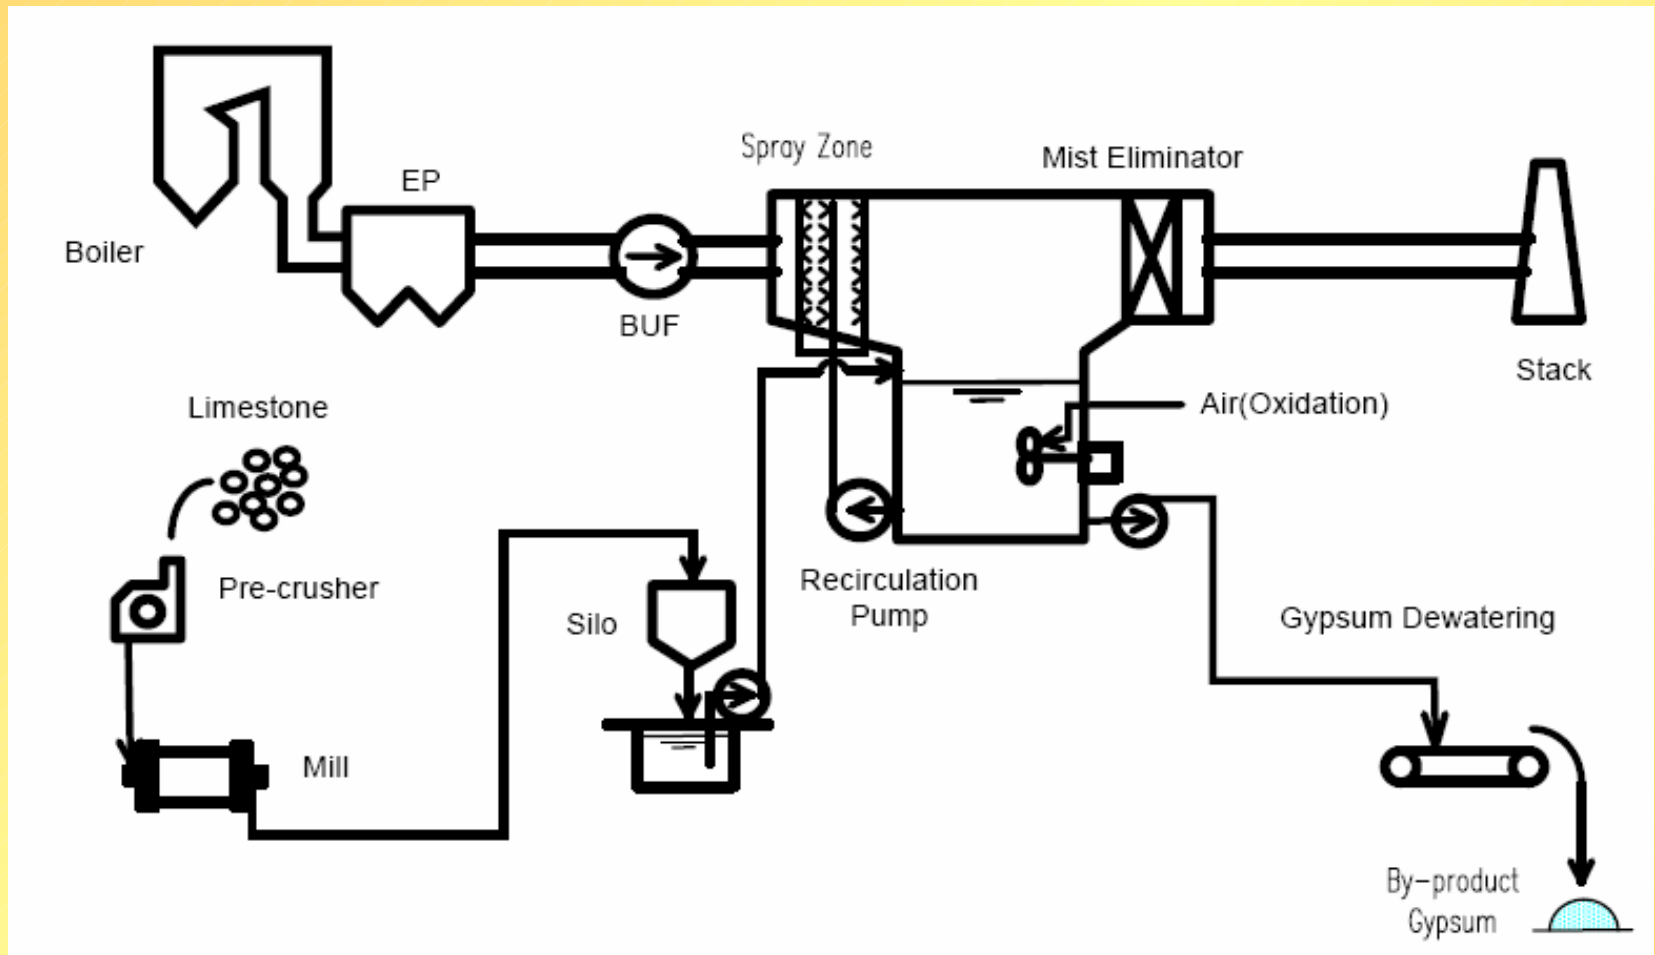 Spray Zone
Mist Eliminator
EP
Boiler
BUF
Stack
Limestone
Air(Oxidation)
Pre-crusher
Recirculation
Pump
Silo
Gypsum Dewatering
Mill
By-product
Gypsum